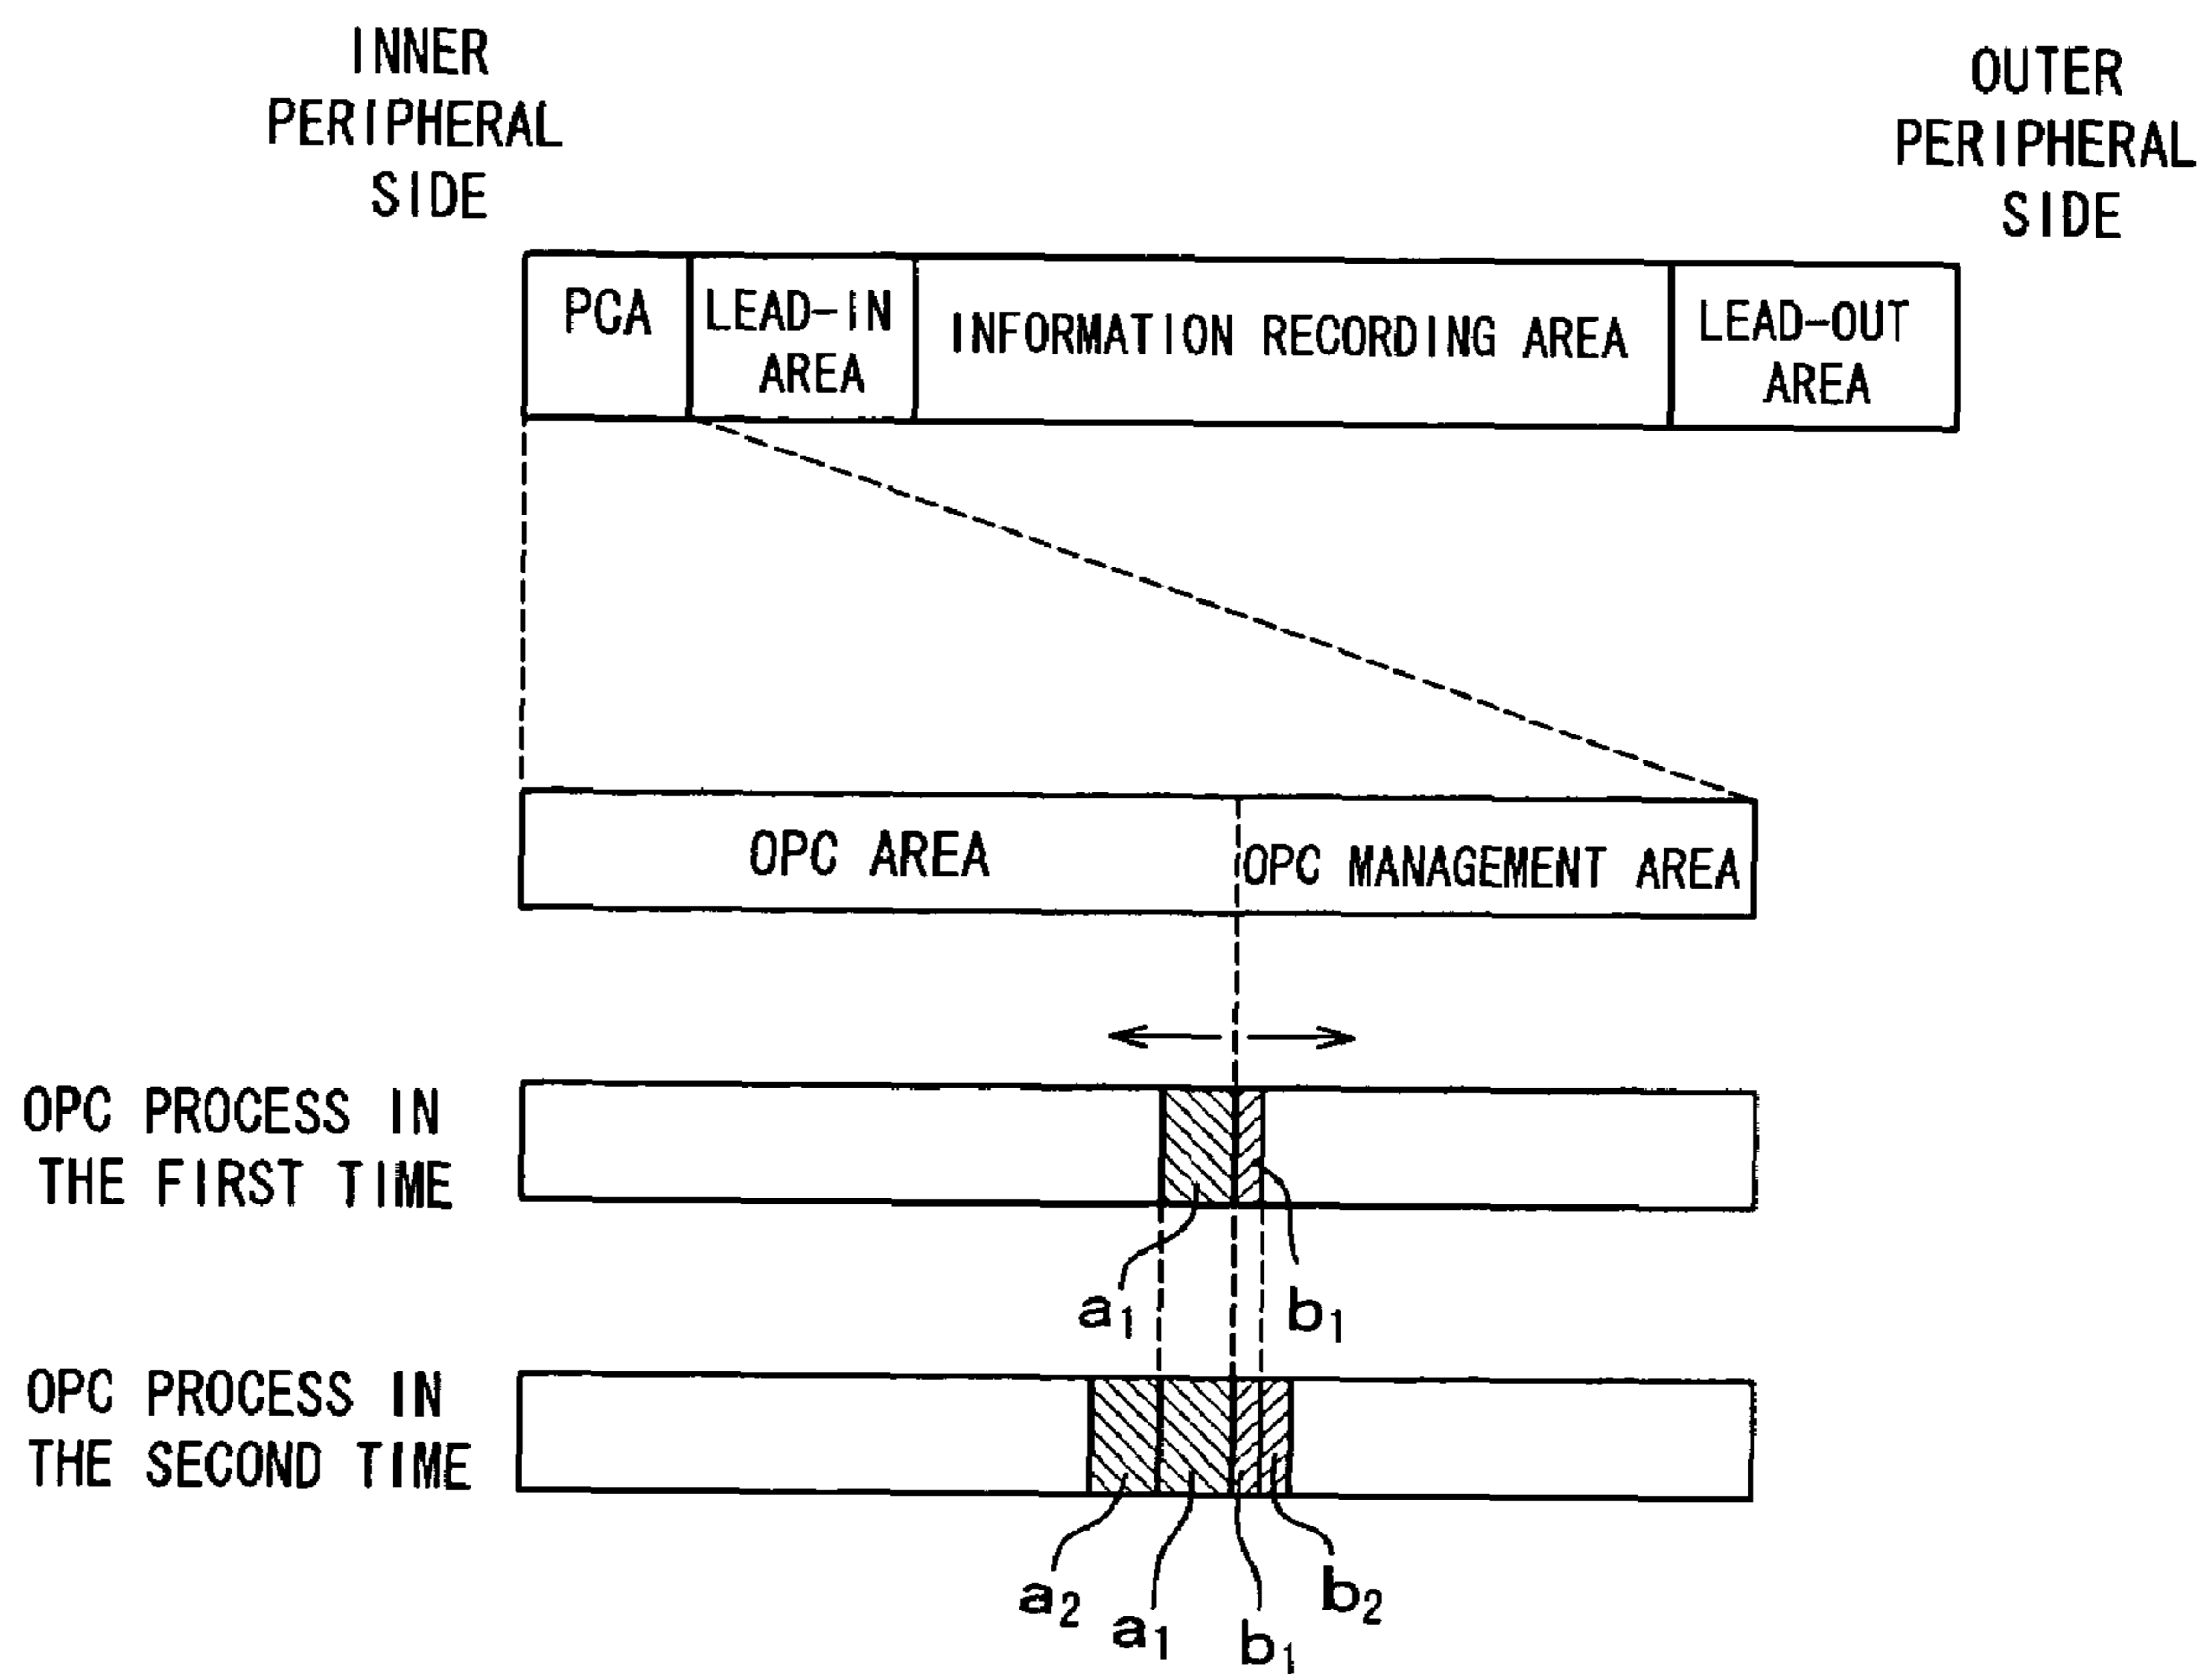 INNER
PERIPHERAL
SIDE
OUTER
PERIPHERAL
SIDE
PCA
LEAD-IN
AREA
INFORMATION RECORDING AREA
LEAD-OUT
AREA
OPC AREA
OPC MANAGEMENT AREA
OPC PROCESS IN
THE FIRST TIME
a1
b1
OPC PROCESS IN
THE SECOND TIME
a2
a1
b1
b2